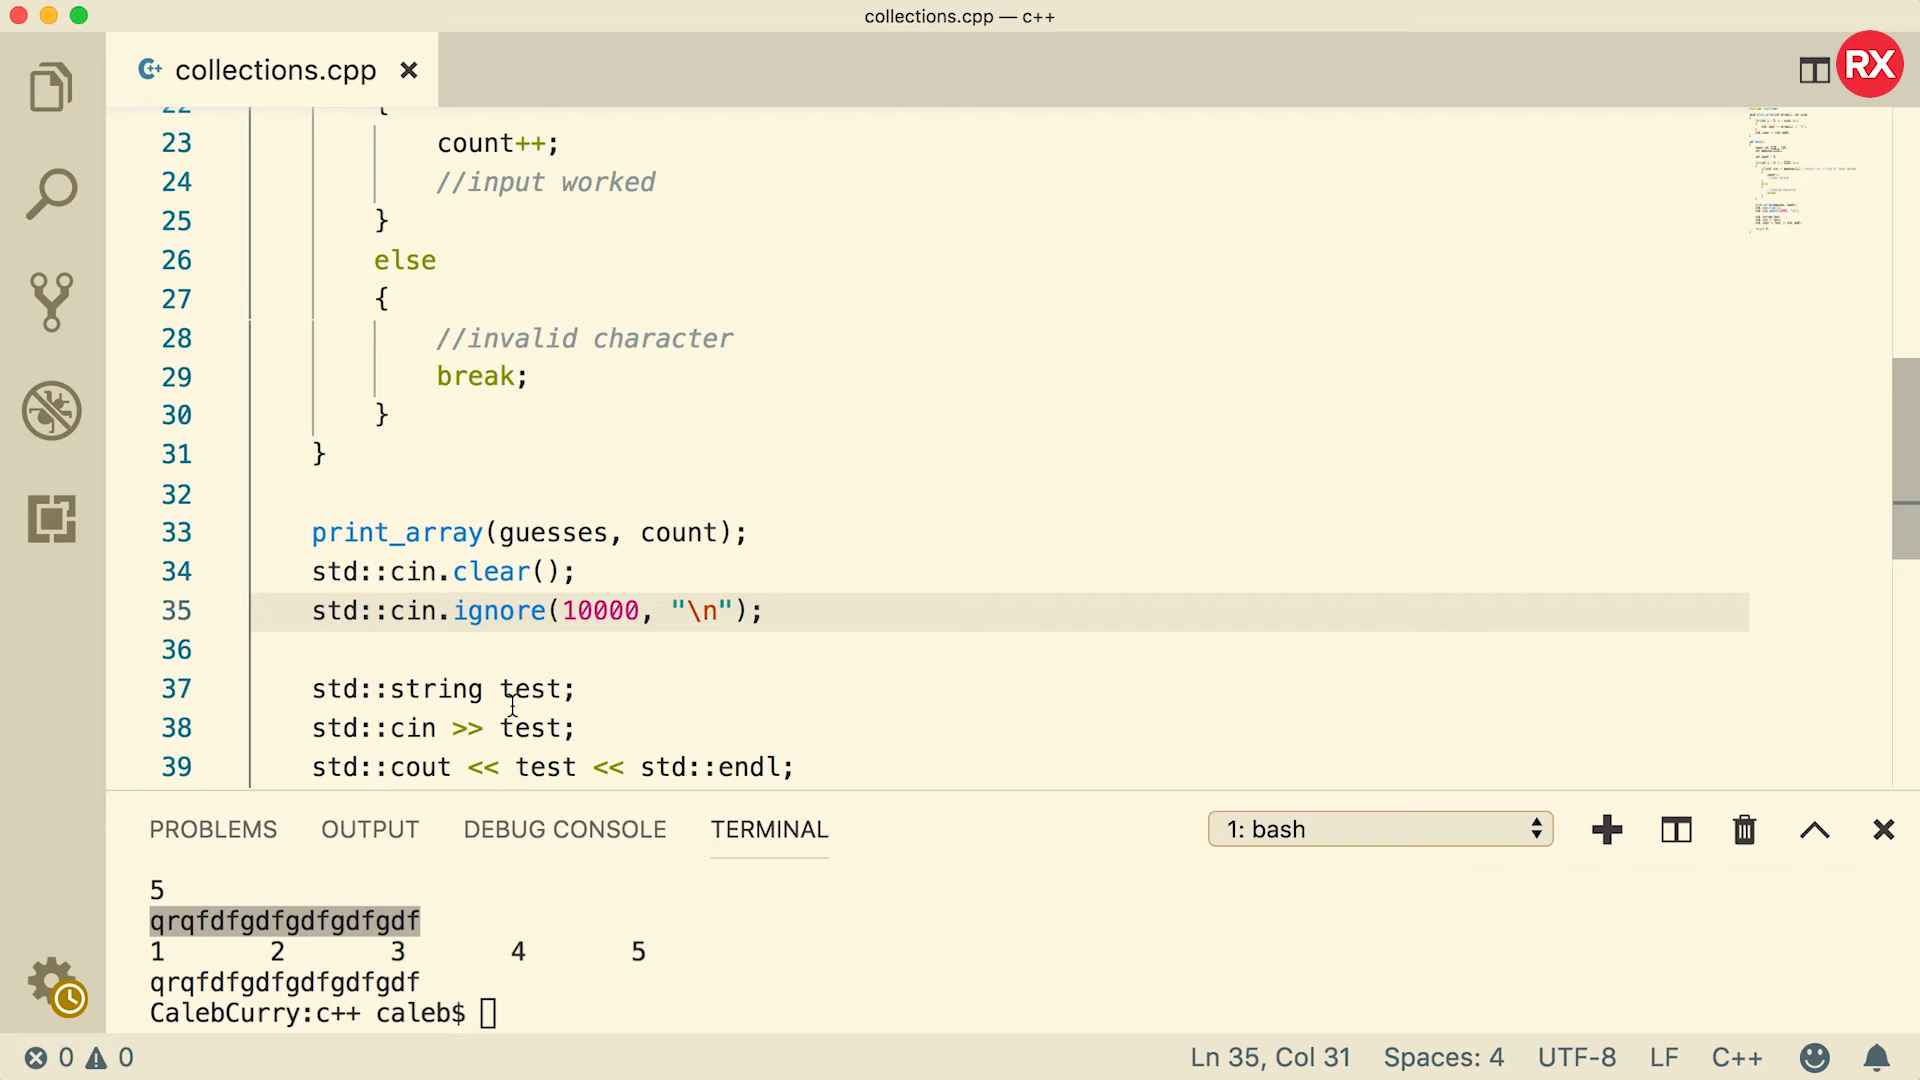 collections.cpp — c++
collections.cpp
RX
22 {
23 count++;
24 //input worked
25 }
26 else
27 {
28 //invalid character
29 break;
30 }
31 }
32
33 print_array(guesses, count);
34 std::cin.clear();
35 std::cin.ignore(10000, "\n");
36
37 std::string test;
38 std::cin >> test;
39 std::cout << test << std::endl;
PROBLEMS OUTPUT DEBUG CONSOLE TERMINAL 1: bash
5
qrqfdfgdfgdfgdfgdf
1 2 3 4 5
qrqfdfgdfgdfgdfgdf
CalebCurry:c++ caleb$
0 0 Ln 35, Col 31 Spaces: 4 UTF-8 LF C++